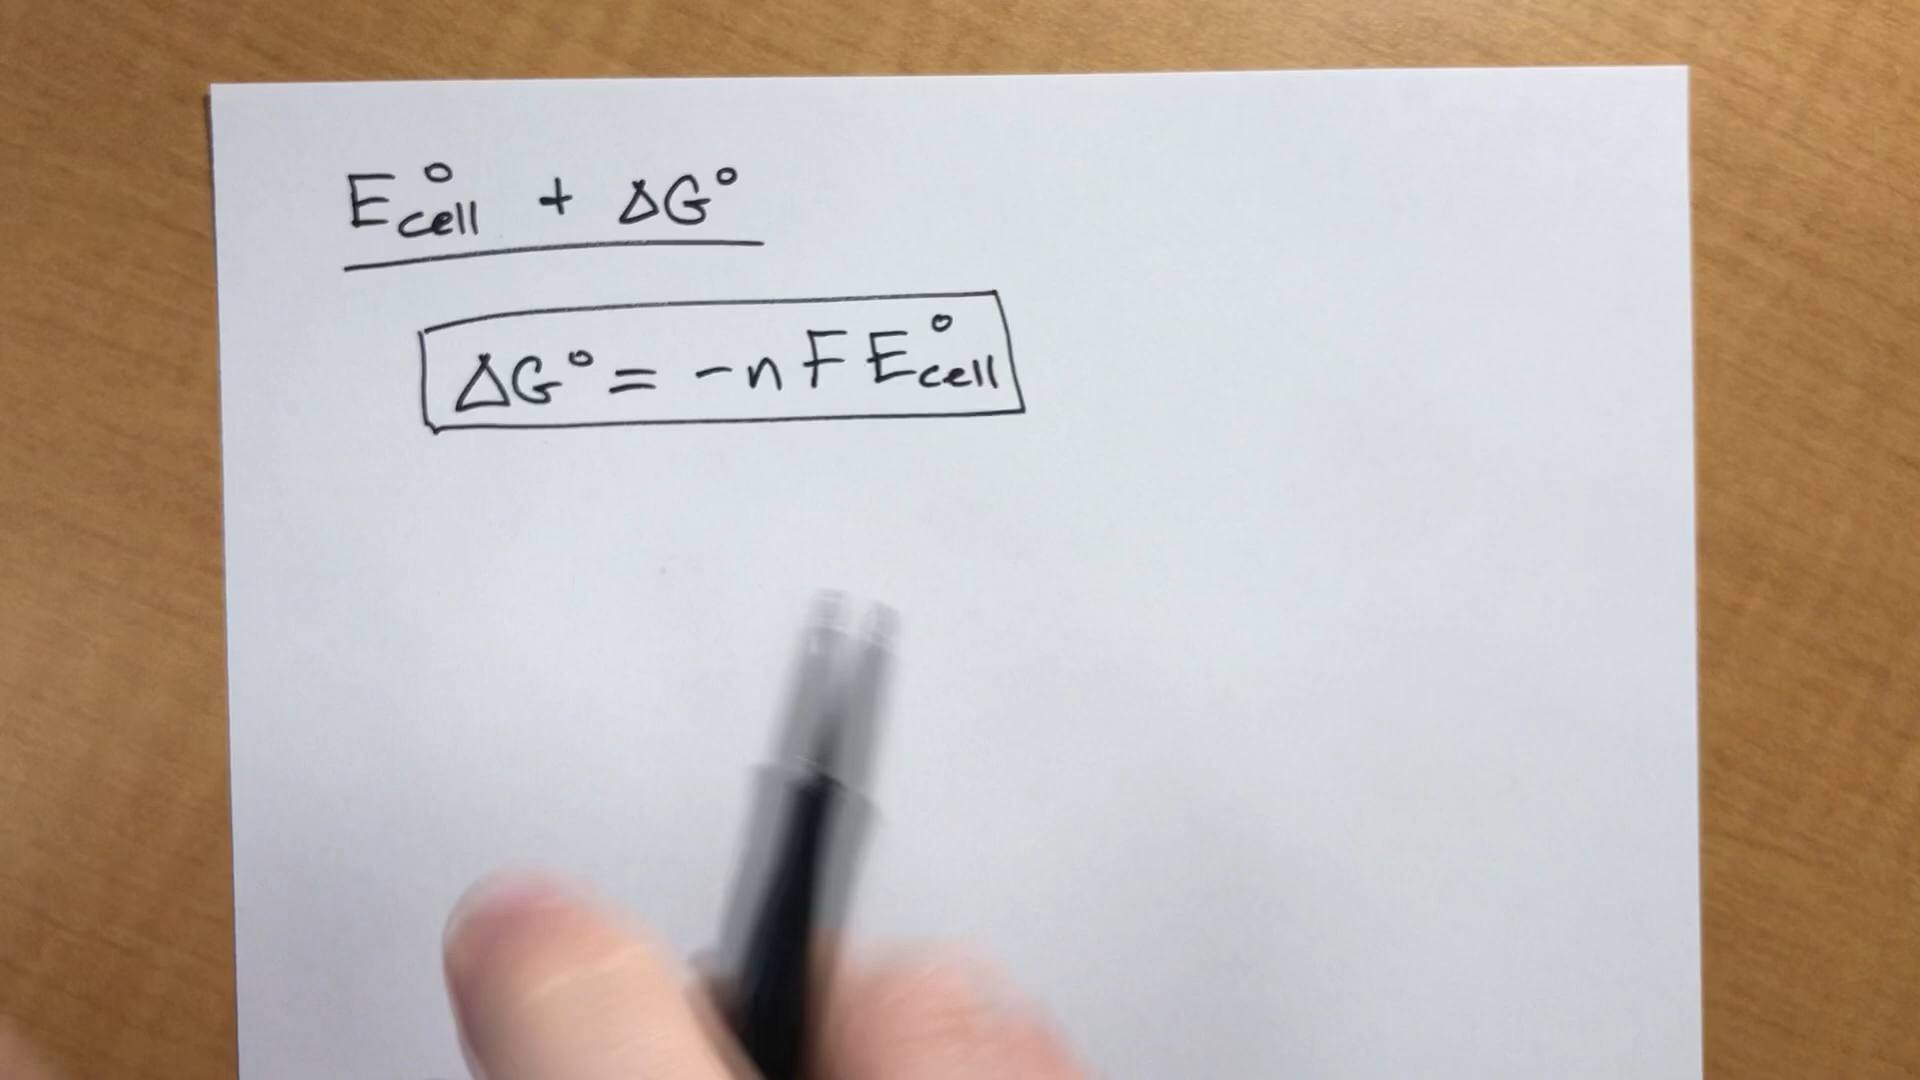 E°cell + ΔG°
ΔG° = -nFE°cell